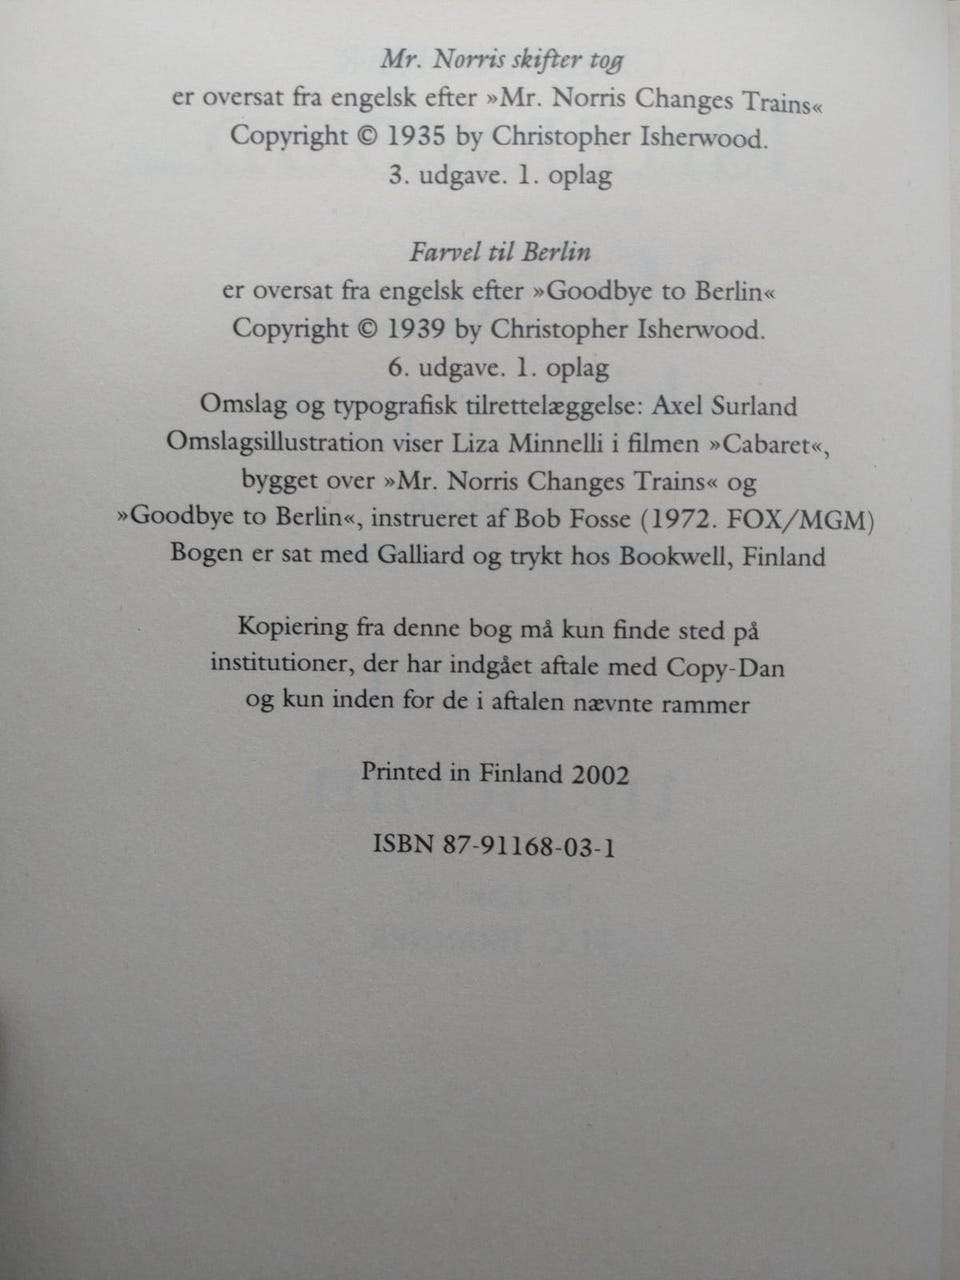 Mr. Norris skifter tog
er oversat fra engelsk efter »Mr. Norris Changes Trains«
Copyright © 1935 by Christopher Isherwood.
3. udgave. 1. oplag
Farvel til Berlin
er oversat fra engelsk efter »Goodbye to Berlin«
Copyright © 1939 by Christopher Isherwood.
6. udgave. 1. oplag
Omslag og typografisk tilrettelæggelse: Axel Surland
Omslagsillustration viser Liza Minnelli i filmen »Cabaret«,
bygget over »Mr. Norris Changes Trains« og
»Goodbye to Berlin«, instrueret af Bob Fosse (1972. FOX/MGM)
Bogen er sat med Galliard og trykt hos Bookwell, Finland
Kopiering fra denne bog må kun finde sted på
institutioner, der har indgået aftale med Copy-Dan
og kun inden for de i aftalen nævnte rammer
Printed in Finland 2002
ISBN 87-91168-03-1